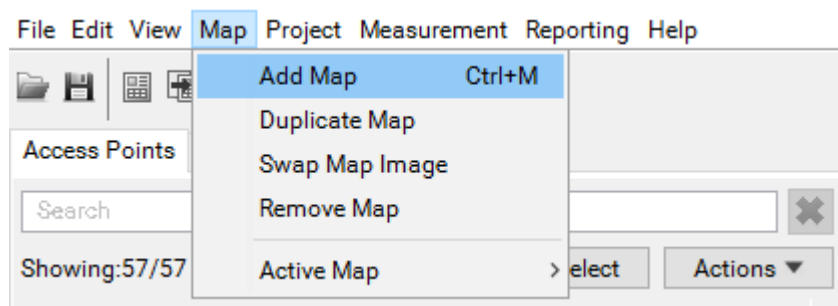 File Edit View Map Project Measurement Reporting Help
Add Map Ctrl+M
Duplicate Map
Access Points
Swap Map Image
Search
Remove Map
Showing:57/57
Active Map
elect
Actions